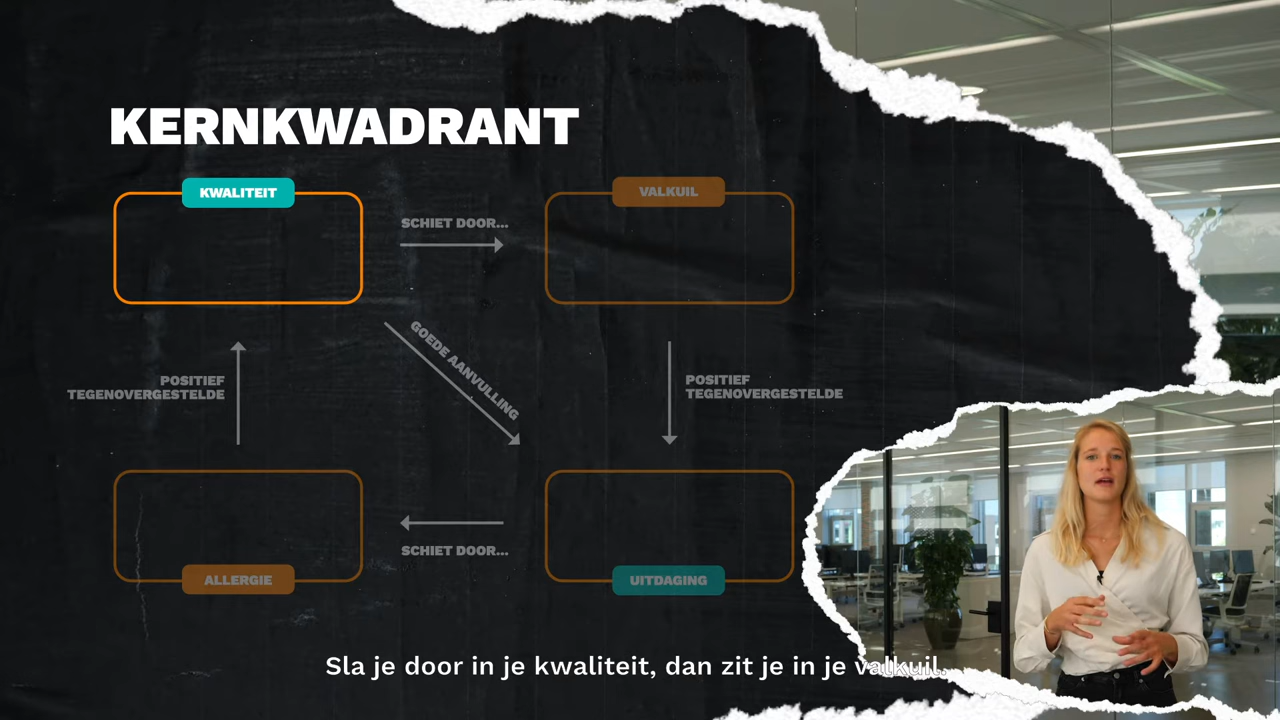 KERNKWADRANT
KWALITEIT
VALKUIL
SCHIET DOOR...
GOEDE AANVULLING
POSITIEF
TEGENOVERGESTELDE
POSITIEF
TEGENOVERGESTELDE
SCHIET DOOR...
ALLERGIE
UITDAGING
Sla je door in je kwaliteit, dan zit je in je valkuil.